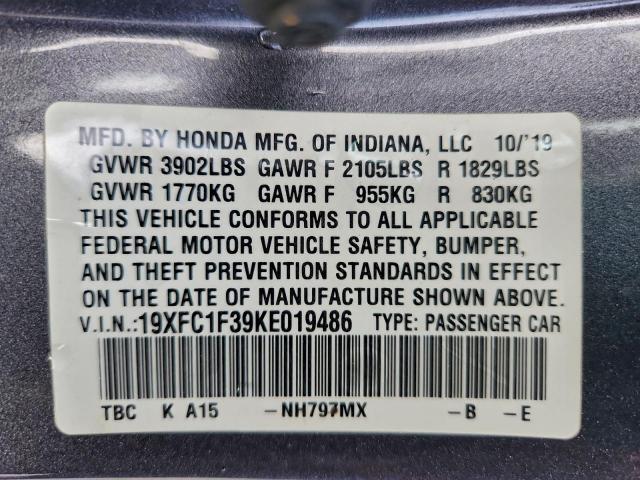 MFD. BY HONDA MFG. OF INDIANA, LLC 10/'19
GVWR 3902LBS GAWR F 2105LBS R 1829LBS
GVWR 1770KG GAWR F 955KG R 830KG
THIS VEHICLE CONFORMS TO ALL APPLICABLE
FEDERAL MOTOR VEHICLE SAFETY, BUMPER,
AND THEFT PREVENTION STANDARDS IN EFFECT
ON THE DATE OF MANUFACTURE SHOWN ABOVE.
V.I.N.:19XFC1F39KE019486 TYPE: PASSENGER CAR
TBC K A15 -NH797MX -B -E